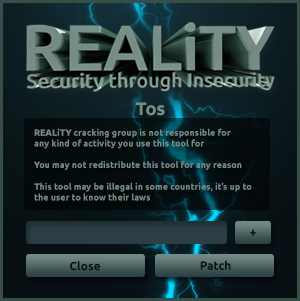 REALiTY
Security through Insecurity
Tos
REALiTY cracking group is not responsible for
any kind of activity you use this tool for
You may not redistribute this tool for any reason
This tool may be illegal in some countries, it's up to
the user to know their laws
+
Close
Patch